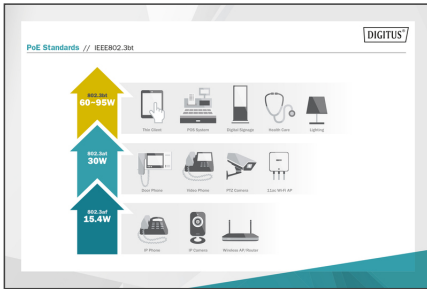 DIGITUS®
PoE Standards // IEEE802.3bt
802.3bt
60-95W
Thin Client
POS System
Digital Signage
Health Care
Lighting
802.3at
30W
Door Phone
Video Phone
PTZ Camera
11ac Wi-Fi AP
802.3af
15.4W
IP Phone
IP Camera
Wireless AP/Router